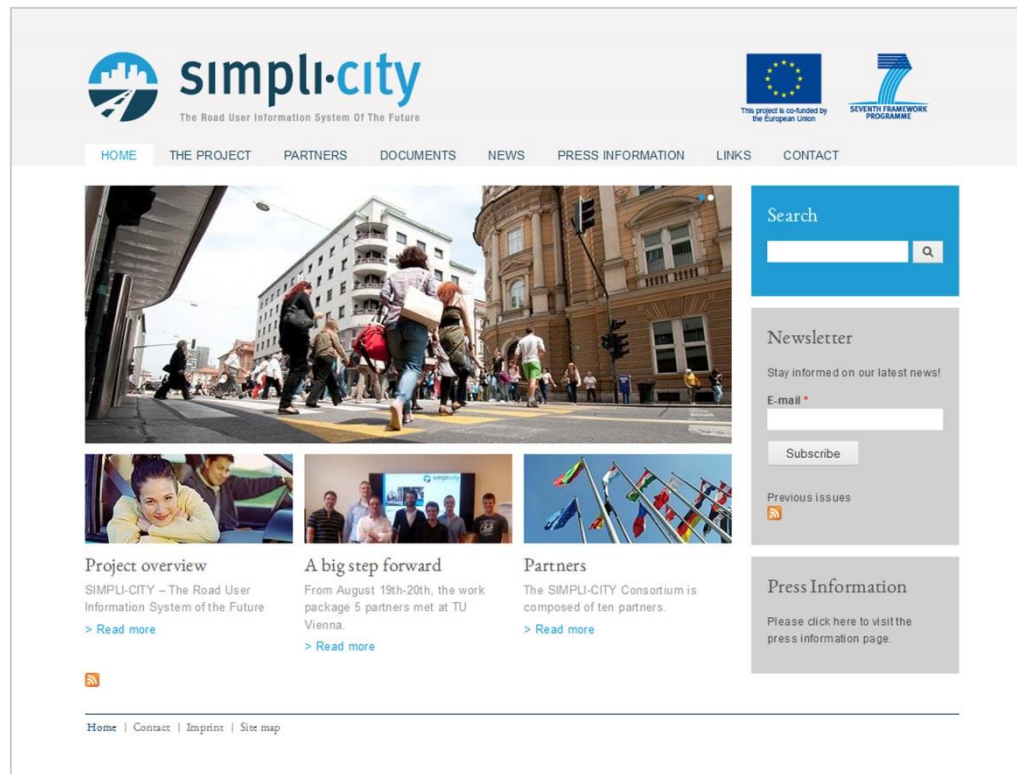 simpli·city
The Road User Information System Of The Future
This project is co-funded by
the European Union
SEVENTH FRAMEWORK
PROGRAMME
HOME THE PROJECT PARTNERS DOCUMENTS NEWS PRESS INFORMATION LINKS CONTACT
Search
Newsletter
Stay informed on our latest news!
E-mail *
Subscribe
Previous issues
simplicity
Project overview
SIMPLI-CITY – The Road User
Information System of the Future
> Read more
A big step forward
From August 19th-20th, the work
package 5 partners met at TU
Vienna.
> Read more
Partners
The SIMPLI-CITY Consortium is
composed of ten partners.
> Read more
Press Information
Please click here to visit the
press information page.
Home | Contact | Imprint | Site map